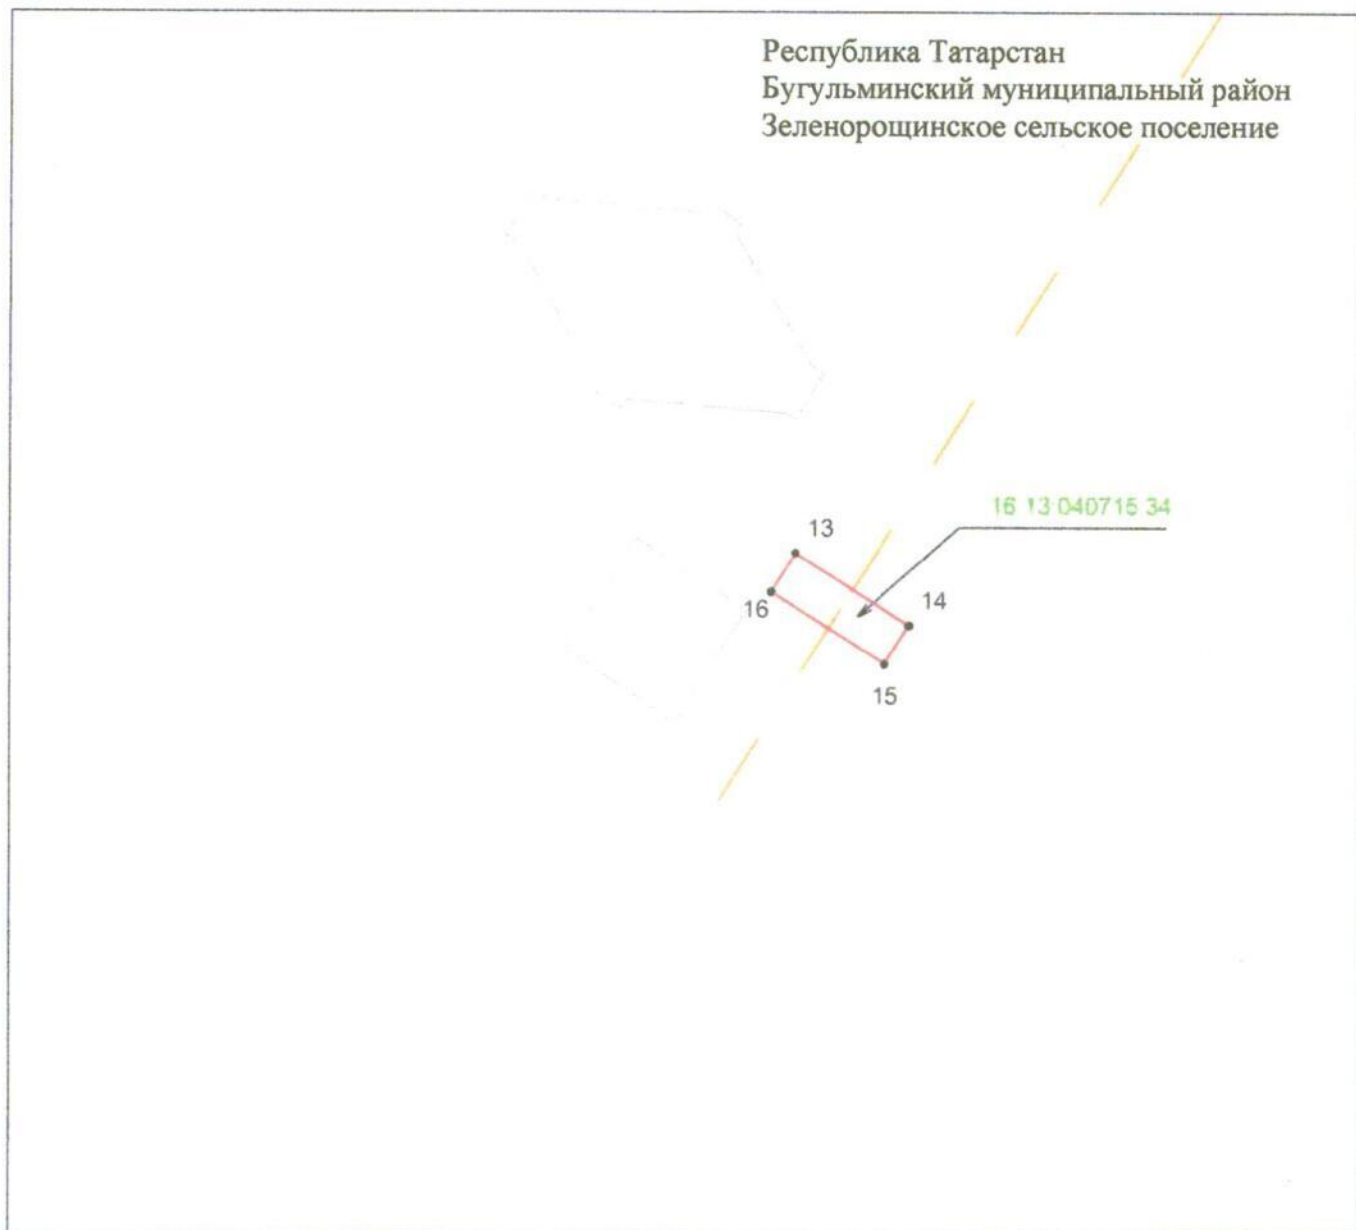 Республика Татарстан
Бугульминский муниципальный район
Зеленорощинское сельское поселение
16 13:040715 34
13
14
16
15